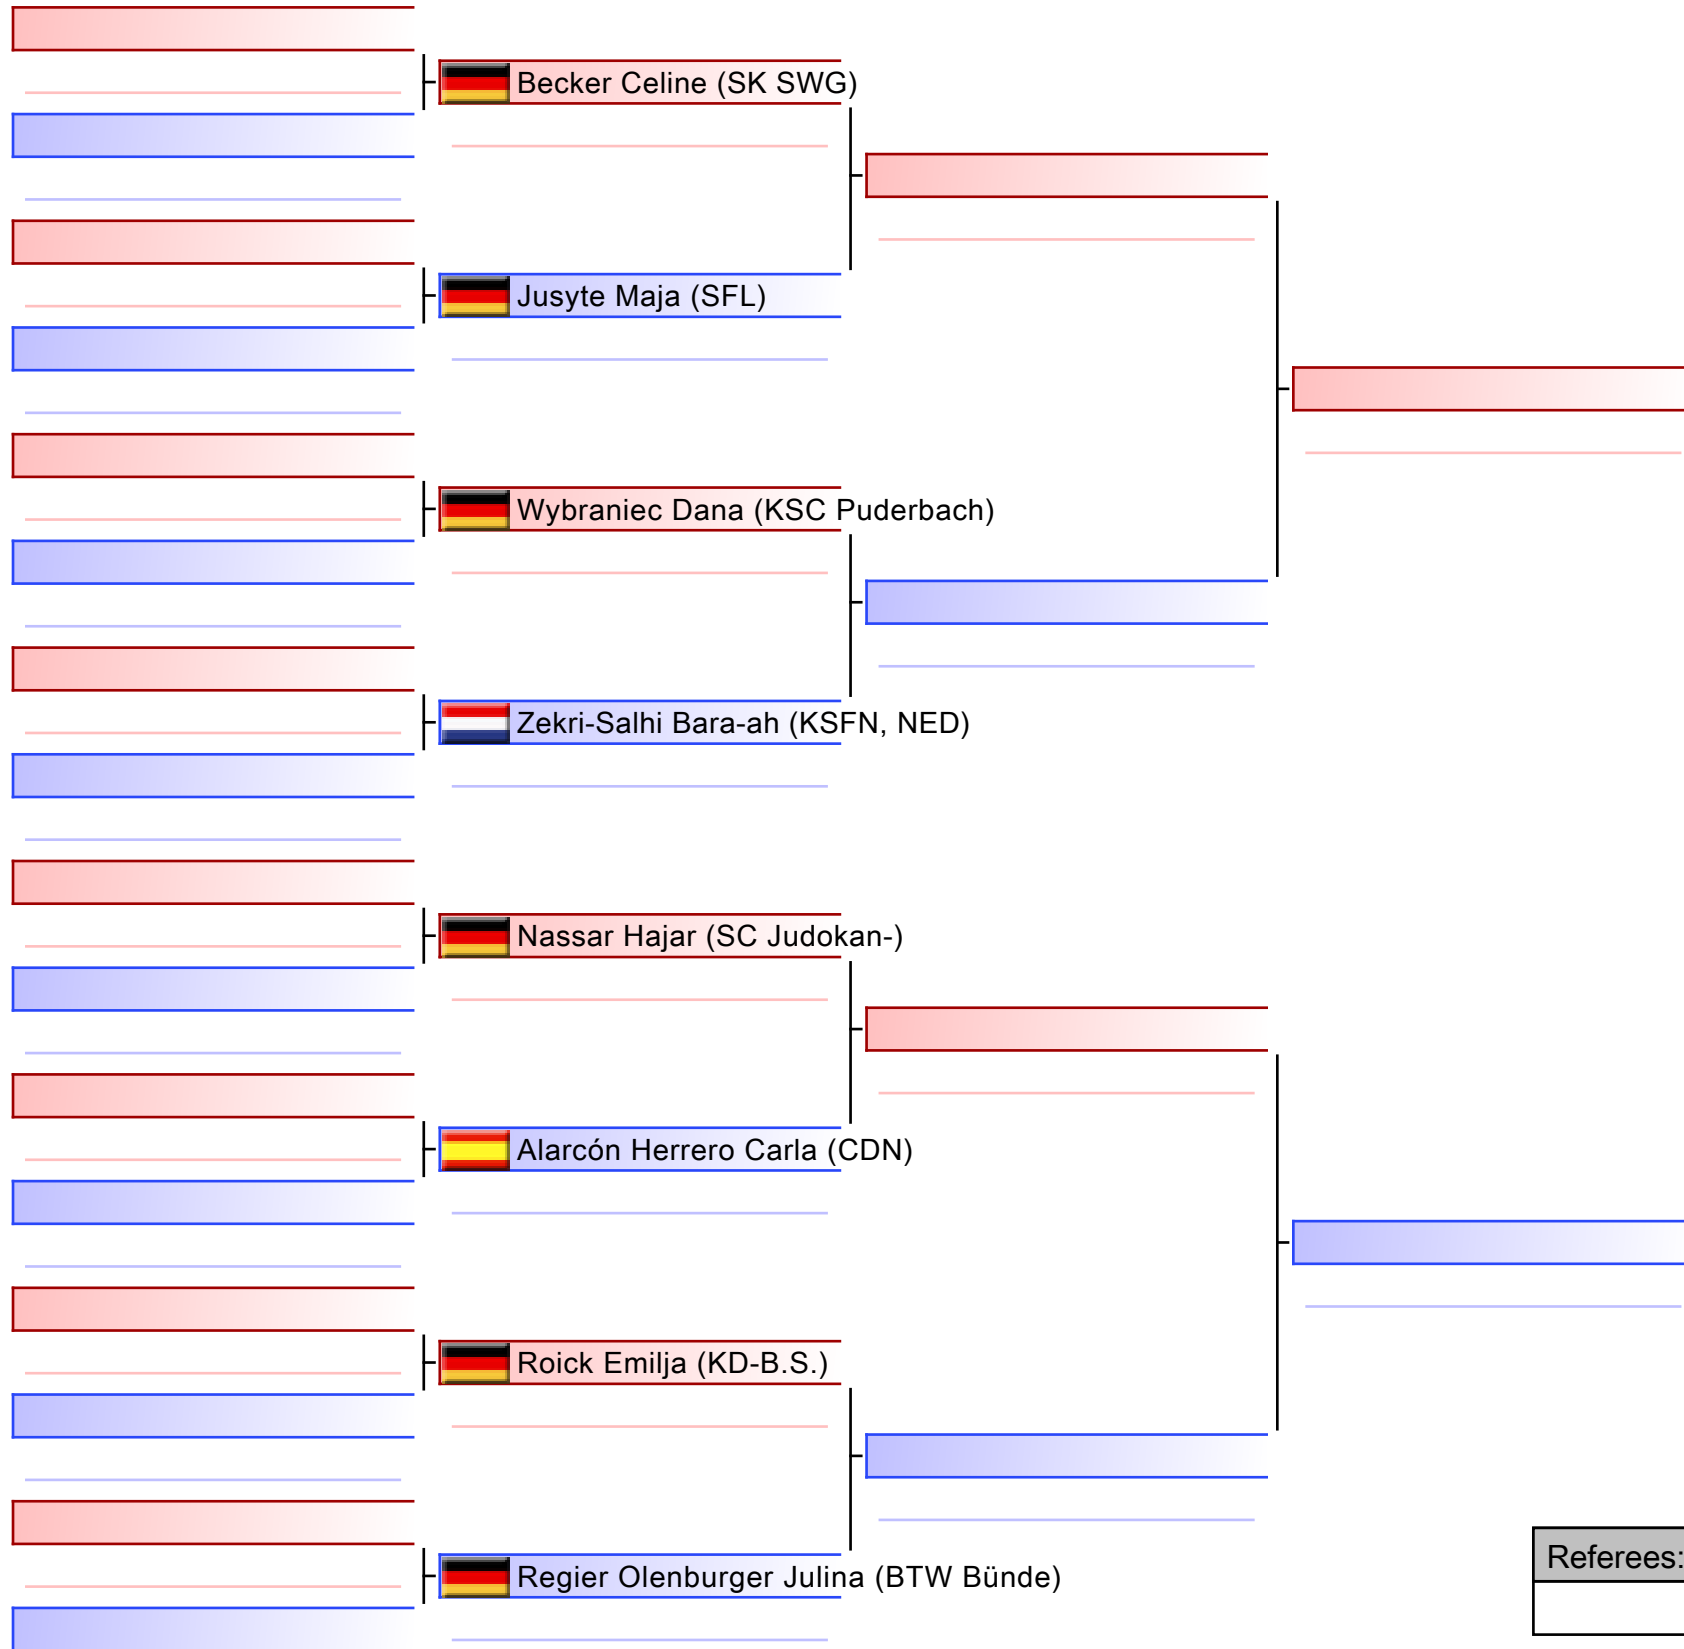 Becker Celine (SK SWG)
Jusyte Maja (SFL)
Wybraniec Dana (KSC Puderbach)
Zekri-Salhi Bara-ah (KSFN, NED)
Nassar Hajar (SC Judokan-)
Alarcón Herrero Carla (CDN)
Roick Emilja (KD-B.S.)
Regier Olenburger Julina (BTW Bünde)
Referees: